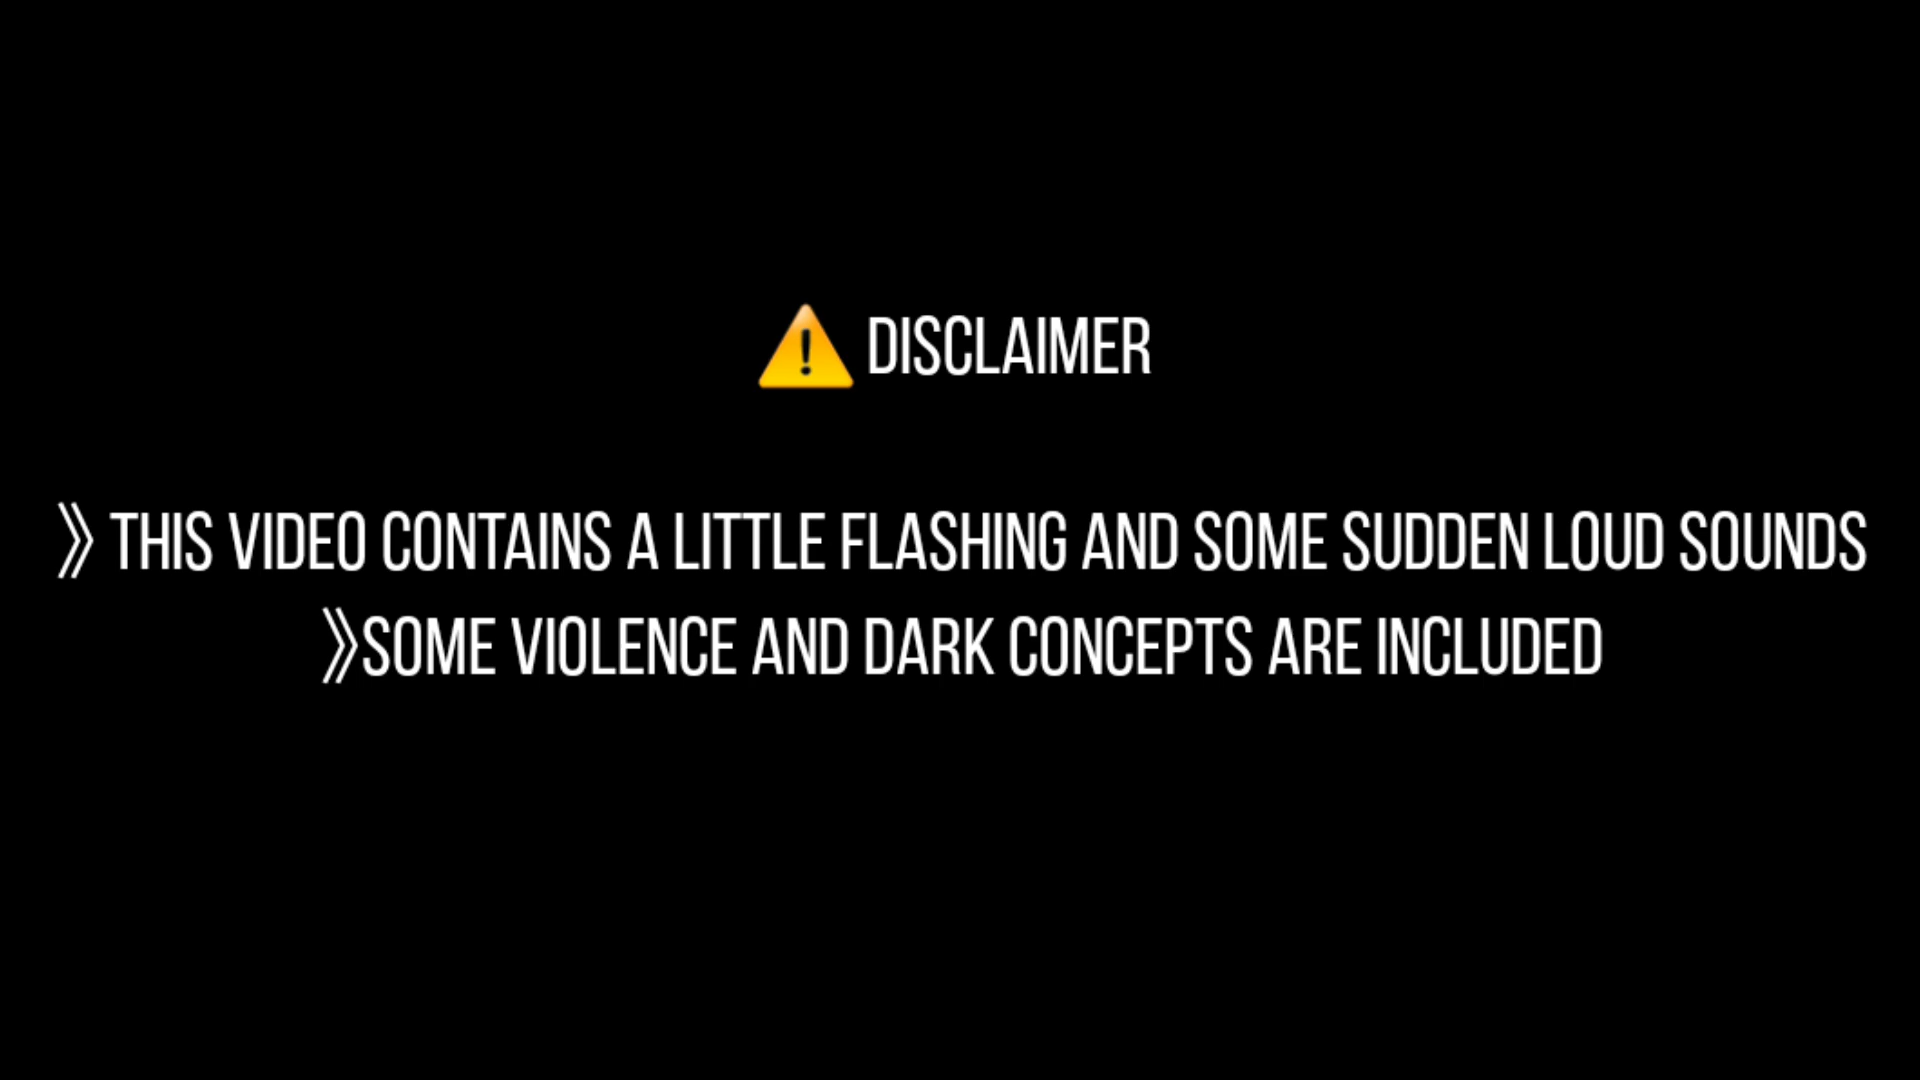 ⚠️ DISCLAIMER
》THIS VIDEO CONTAINS A LITTLE FLASHING AND SOME SUDDEN LOUD SOUNDS
》SOME VIOLENCE AND DARK CONCEPTS ARE INCLUDED